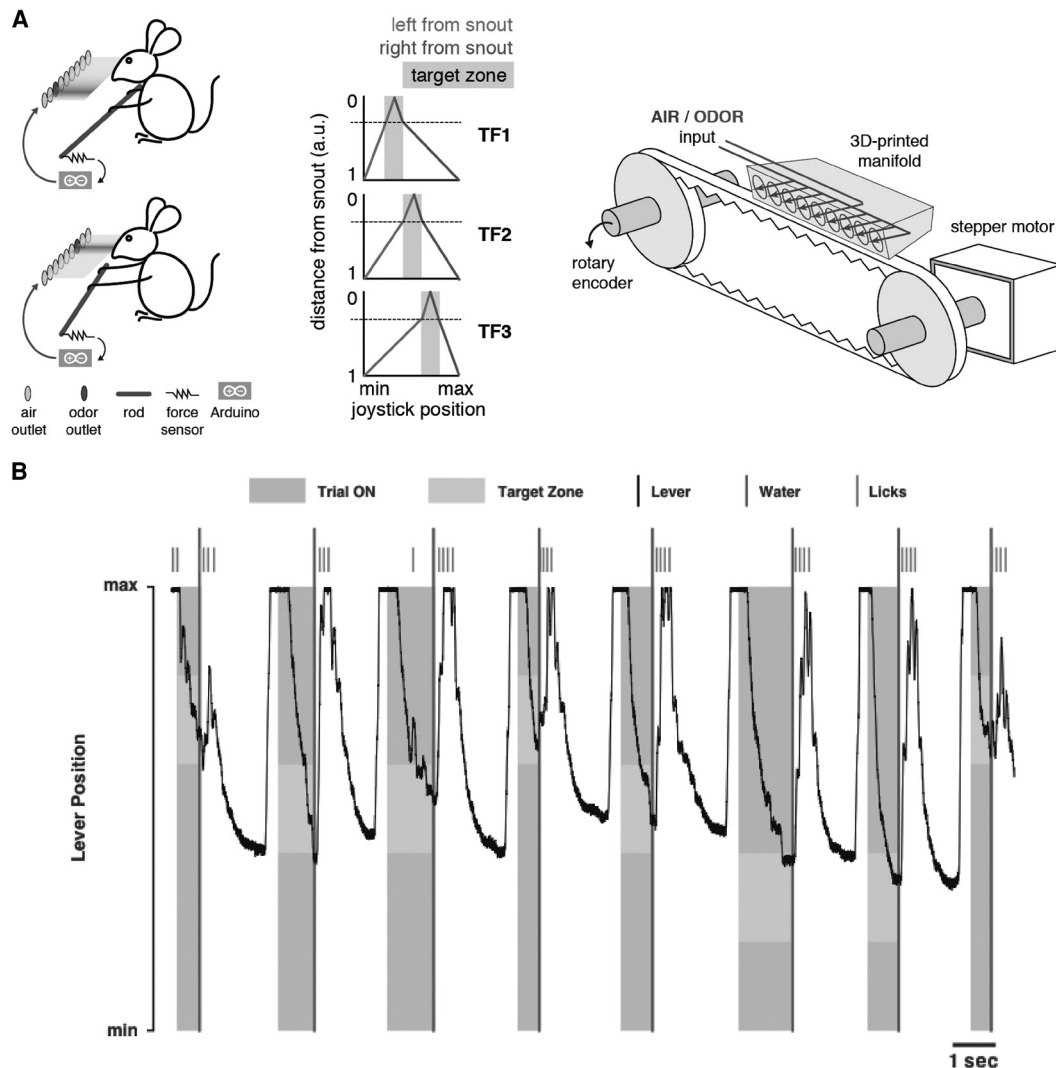 A
left from snout
right from snout
target zone
distance from snout (a.u.)
0
1
TF1
0
1
TF2
0
1
TF3
min
max
joystick position
air
outlet
odor
outlet
rod
force
sensor
Arduino
AIR / ODOR
input
3D-printed
manifold
stepper motor
rotary
encoder
B
Trial ON
Target Zone
Lever
Water
Licks
max
Lever Position
min
1 sec